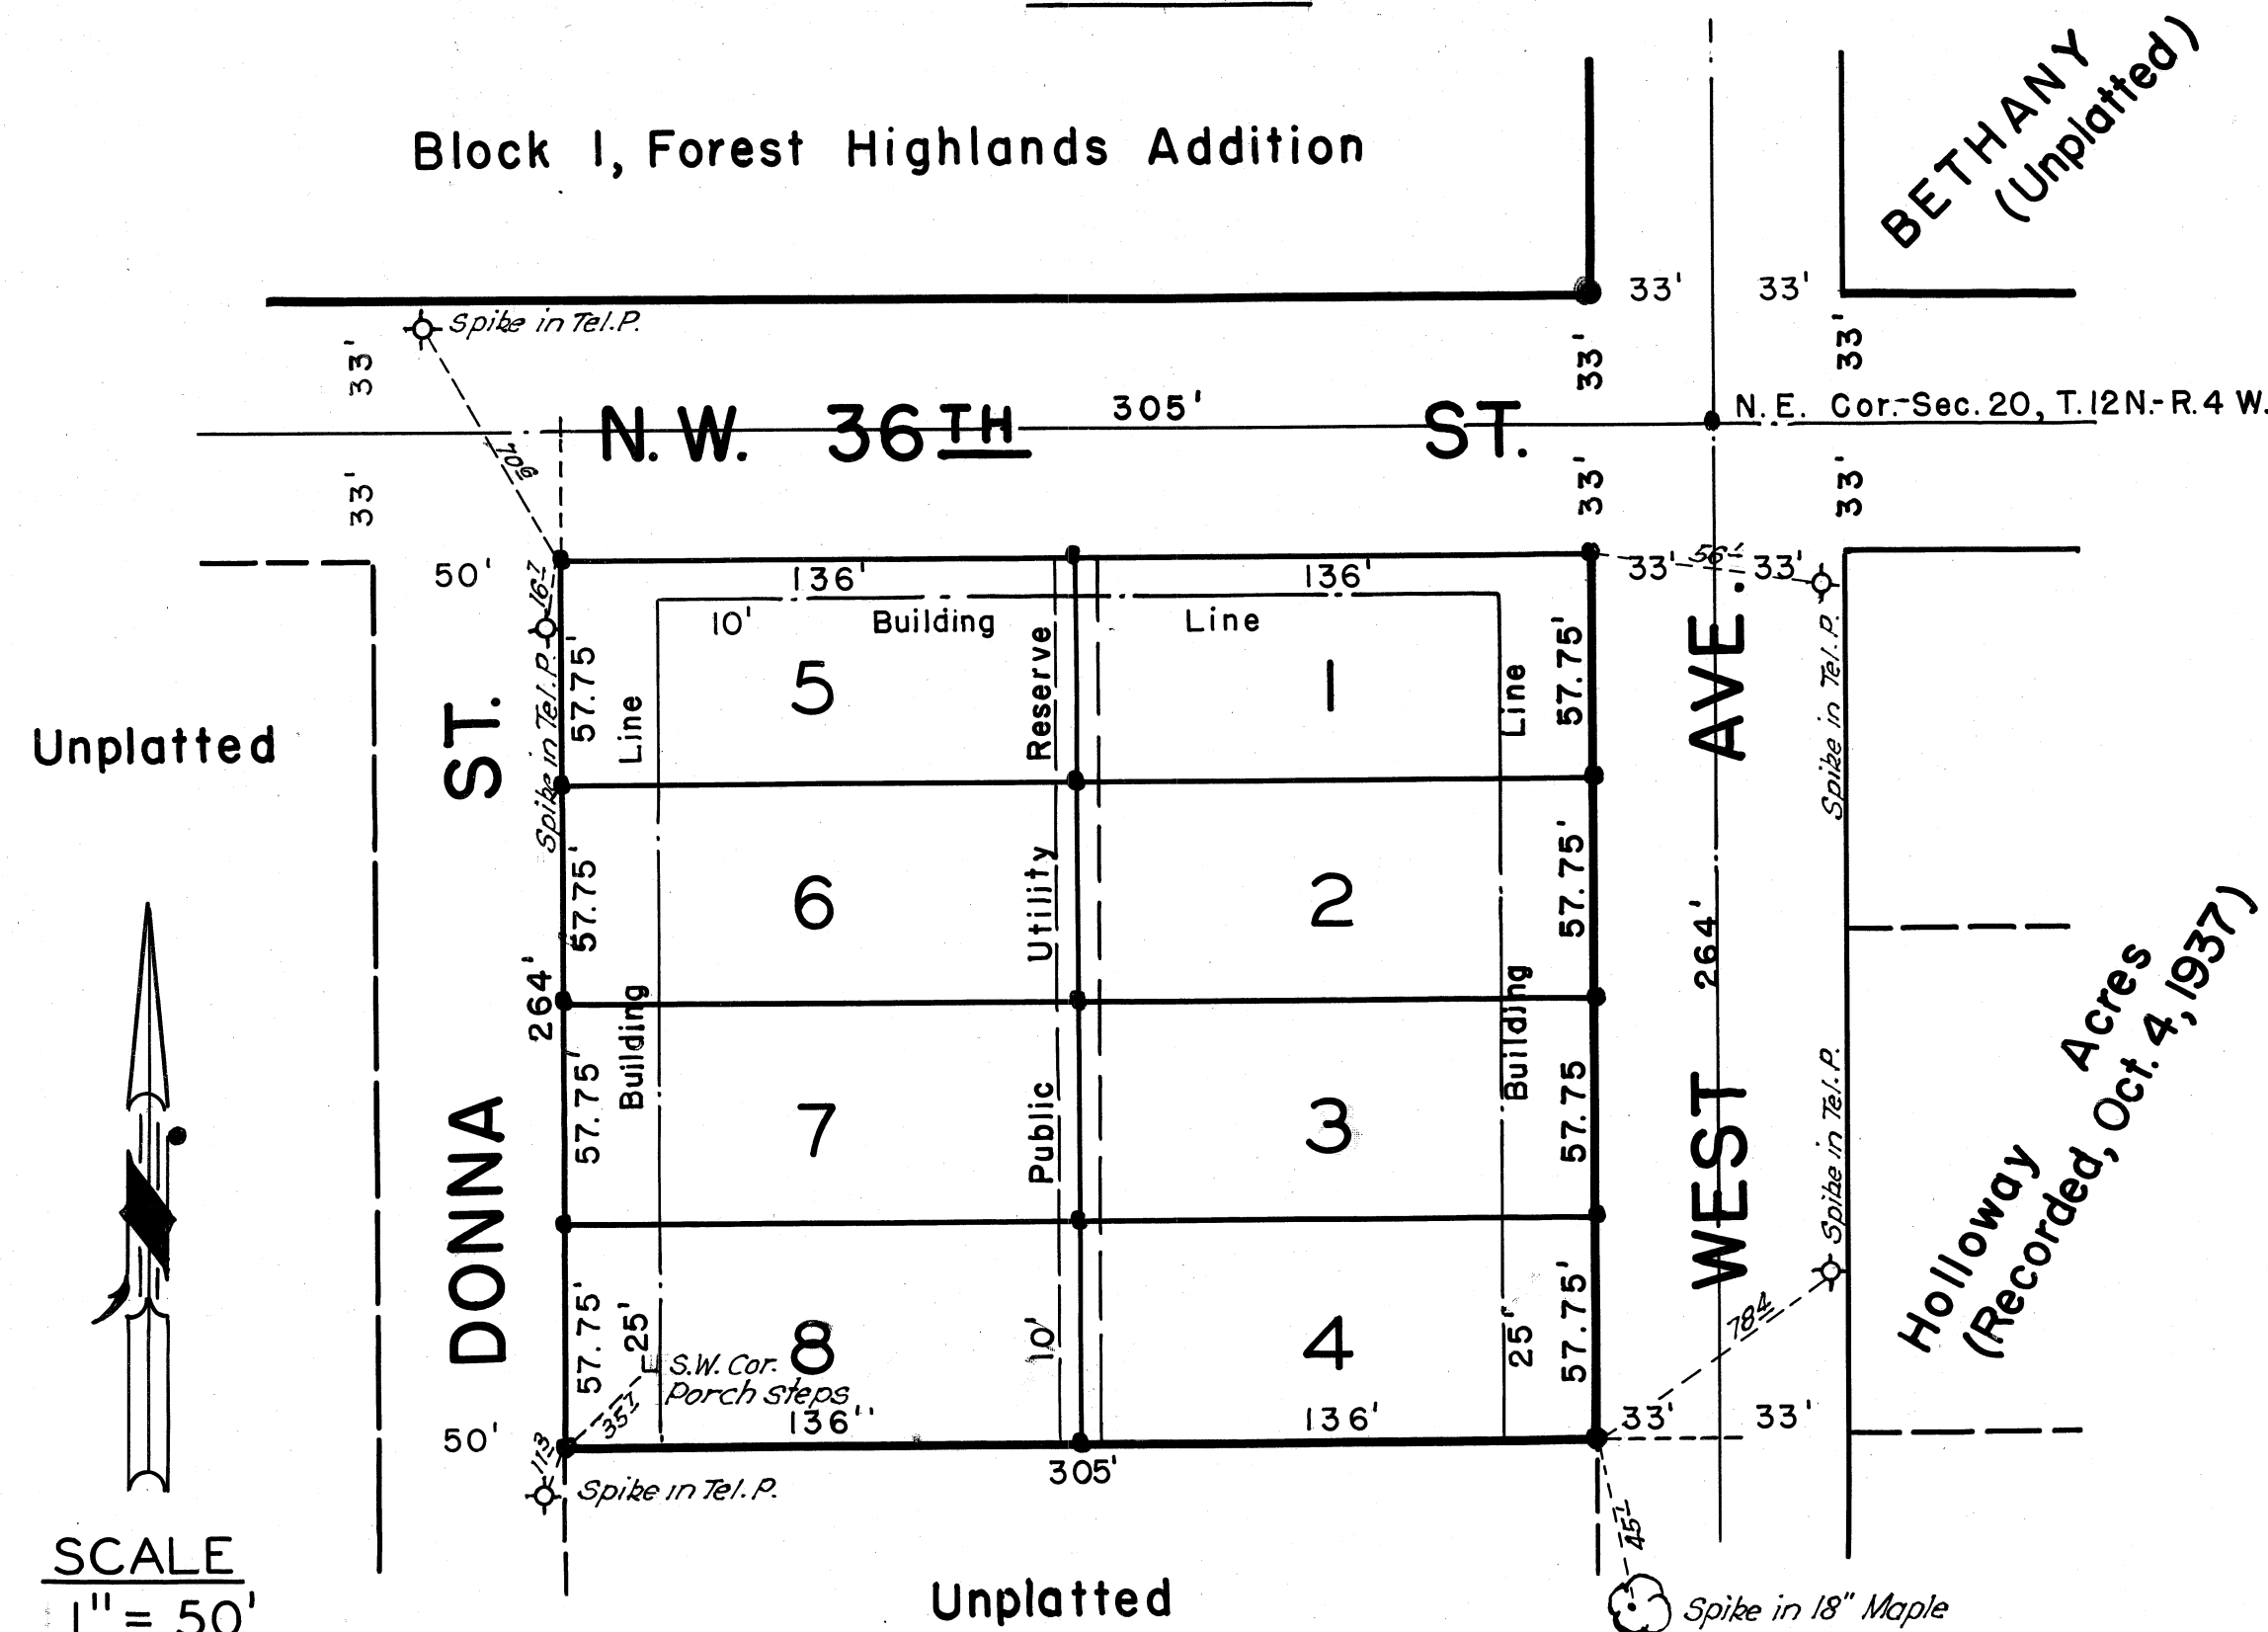 Block 1, Forest Highlands Addition
BETHANY
(Unplatted)
33' 33'
Spike in Tel. P.
33' 33' 33'
N. E. Cor.-Sec. 20, T. 12 N.- R. 4 W.
305'
N. W. 36TH ST.
33' 33' 33'
50' 136' 136' 33' 56' 33'
10' Building Line
5 1
57.75' 57.75'
Line Reserve Line
Spike in Tel. P.
Spike in Tel. P.
Unplatted
DONNA ST.
WEST AVE.
6 2
57.75' 57.75'
Utility
264' 264'
Building Building
7 3
57.75' 57.75
Public
Holloway Acres
(Recorded, Oct. 4, 1937)
Spike in Tel. P.
784
57.75' 25' 8 10' 4 25' 57.75'
S.W. Cor.
Porch steps
357
50' 136'' 136' 33' 33'
113
305'
Spike in Tel. P.
45'
SCALE
1" = 50'
Unplatted
Spike in 18" Maple